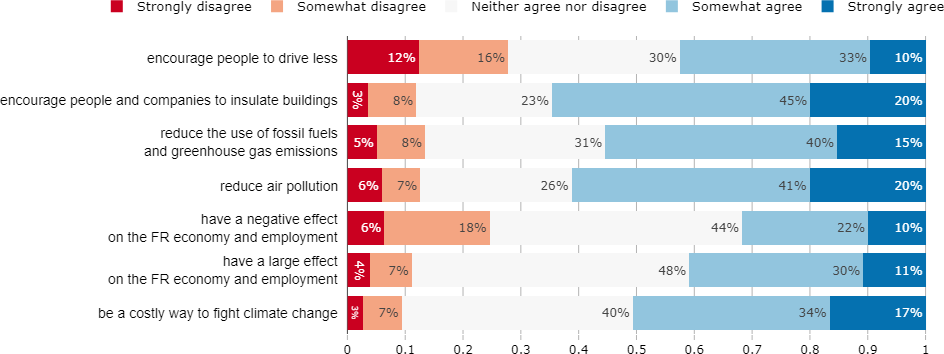 Strongly disagree Somewhat disagree Neither agree nor disagree Somewhat agree Strongly agree
encourage people to drive less 12% 16% 30% 33% 10%
encourage people and companies to insulate buildings 3% 8% 23% 45% 20%
reduce the use of fossil fuels
and greenhouse gas emissions 5% 8% 31% 40% 15%
reduce air pollution 6% 7% 26% 41% 20%
have a negative effect
on the FR economy and employment 6% 18% 44% 22% 10%
have a large effect
on the FR economy and employment 4% 7% 48% 30% 11%
be a costly way to fight climate change 3% 7% 40% 34% 17%
0 0.1 0.2 0.3 0.4 0.5 0.6 0.7 0.8 0.9 1